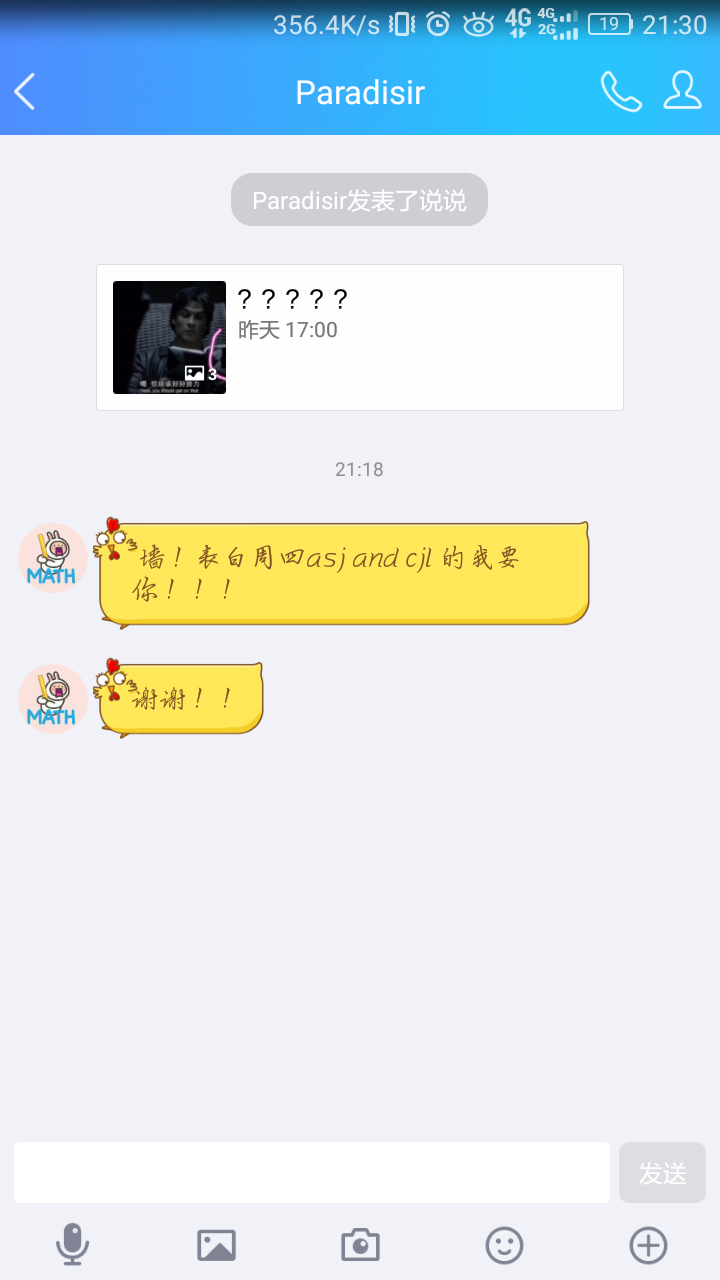 356.4K/s 4G 4G 2G 19 21:30
Paradisir
Paradisir发表了说说
？？？？？
昨天 17:00
3
21:18
MATH
墙！表白周四asj and cjl 的我要
你！！！
MATH
谢谢！！
发送